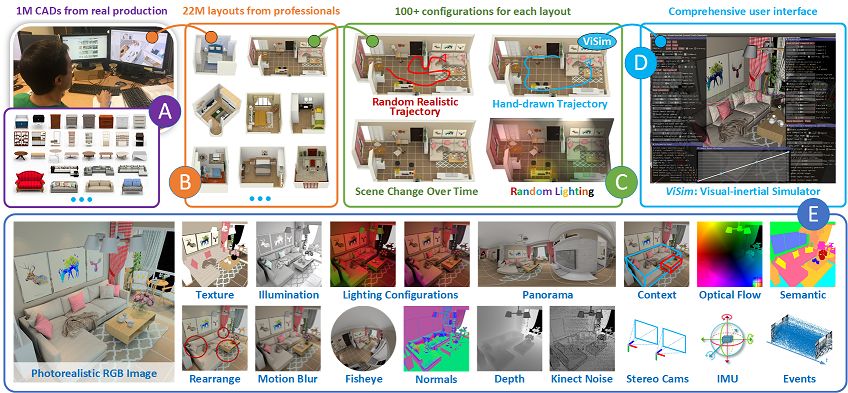 1M CADs from real production
22M layouts from professionals
100+ configurations for each layout
Comprehensive user interface
ViSim
A
B
C
D
E
Random Realistic
Trajectory
Hand-drawn Trajectory
Scene Change Over Time
Random Lighting
ViSim: Visual-inertial Simulator
Photorealistic RGB Image
Texture
Illumination
Lighting Configurations
Panorama
Context
Optical Flow
Semantic
Rearrange
Motion Blur
Fisheye
Normals
Depth
Kinect Noise
Stereo Cams
IMU
Events